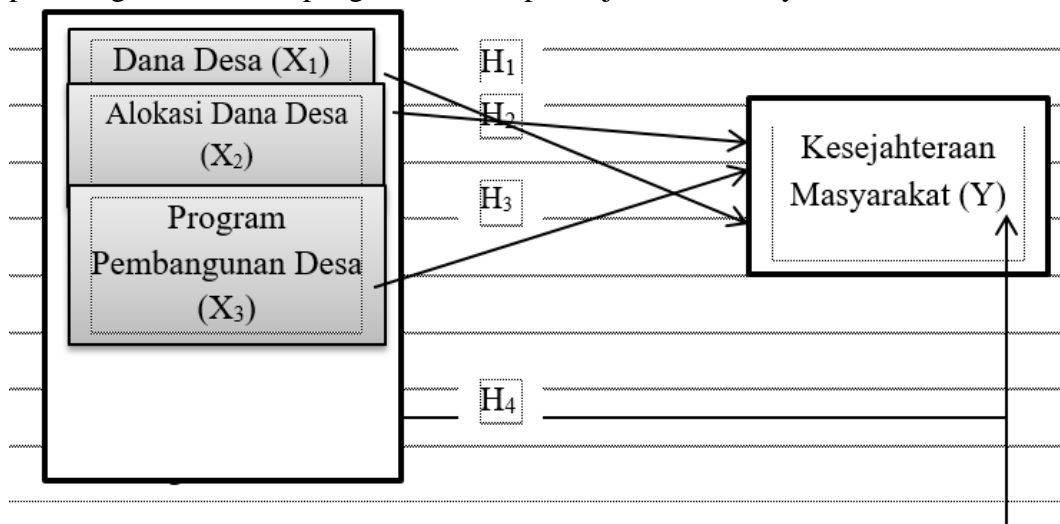 Dana Desa (X₁)
Alokasi Dana Desa
(X₂)
Program
Pembangunan Desa
(X₃)
H₁
H₂
H₃
H₄
Kesejahteraan
Masyarakat (Y)